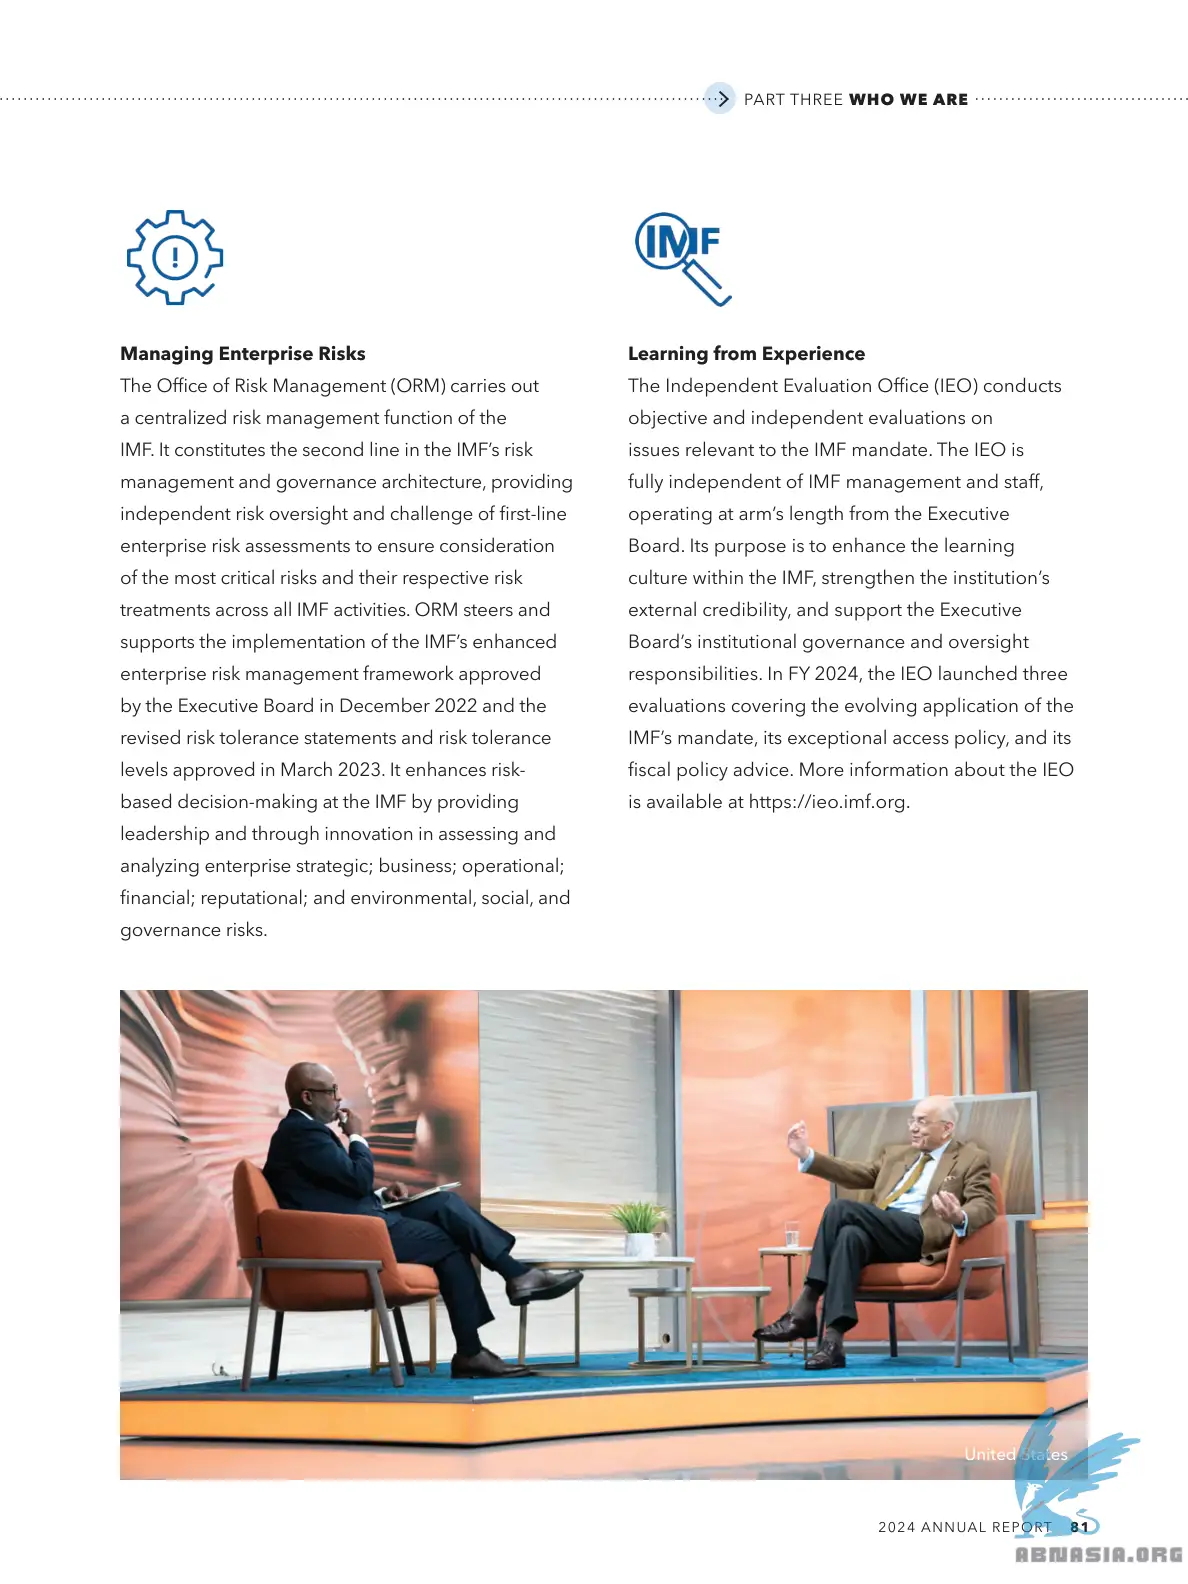 PART THREE WHO WE ARE
IMF
Managing Enterprise Risks
The Office of Risk Management (ORM) carries out
a centralized risk management function of the
IMF. It constitutes the second line in the IMF's risk
management and governance architecture, providing
independent risk oversight and challenge of first-line
enterprise risk assessments to ensure consideration
of the most critical risks and their respective risk
treatments across all IMF activities. ORM steers and
supports the implementation of the IMF's enhanced
enterprise risk management framework approved
by the Executive Board in December 2022 and the
revised risk tolerance statements and risk tolerance
levels approved in March 2023. It enhances risk-
based decision-making at the IMF by providing
leadership and through innovation in assessing and
analyzing enterprise strategic; business; operational;
financial; reputational; and environmental, social, and
governance risks.
Learning from Experience
The Independent Evaluation Office (IEO) conducts
objective and independent evaluations on
issues relevant to the IMF mandate. The IEO is
fully independent of IMF management and staff,
operating at arm's length from the Executive
Board. Its purpose is to enhance the learning
culture within the IMF, strengthen the institution's
external credibility, and support the Executive
Board's institutional governance and oversight
responsibilities. In FY 2024, the IEO launched three
evaluations covering the evolving application of the
IMF's mandate, its exceptional access policy, and its
fiscal policy advice. More information about the IEO
is available at https://ieo.imf.org.
United States
2024 ANNUAL REPORT 81
ABNASIA.ORG